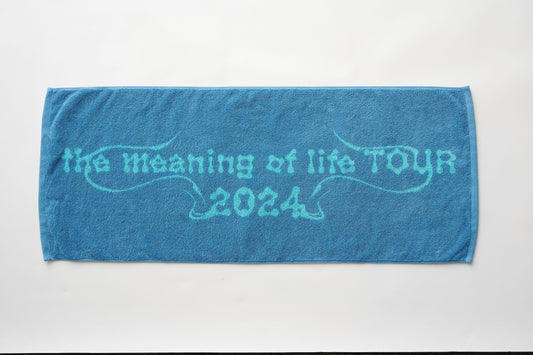 the meaning of life TOUR
2024